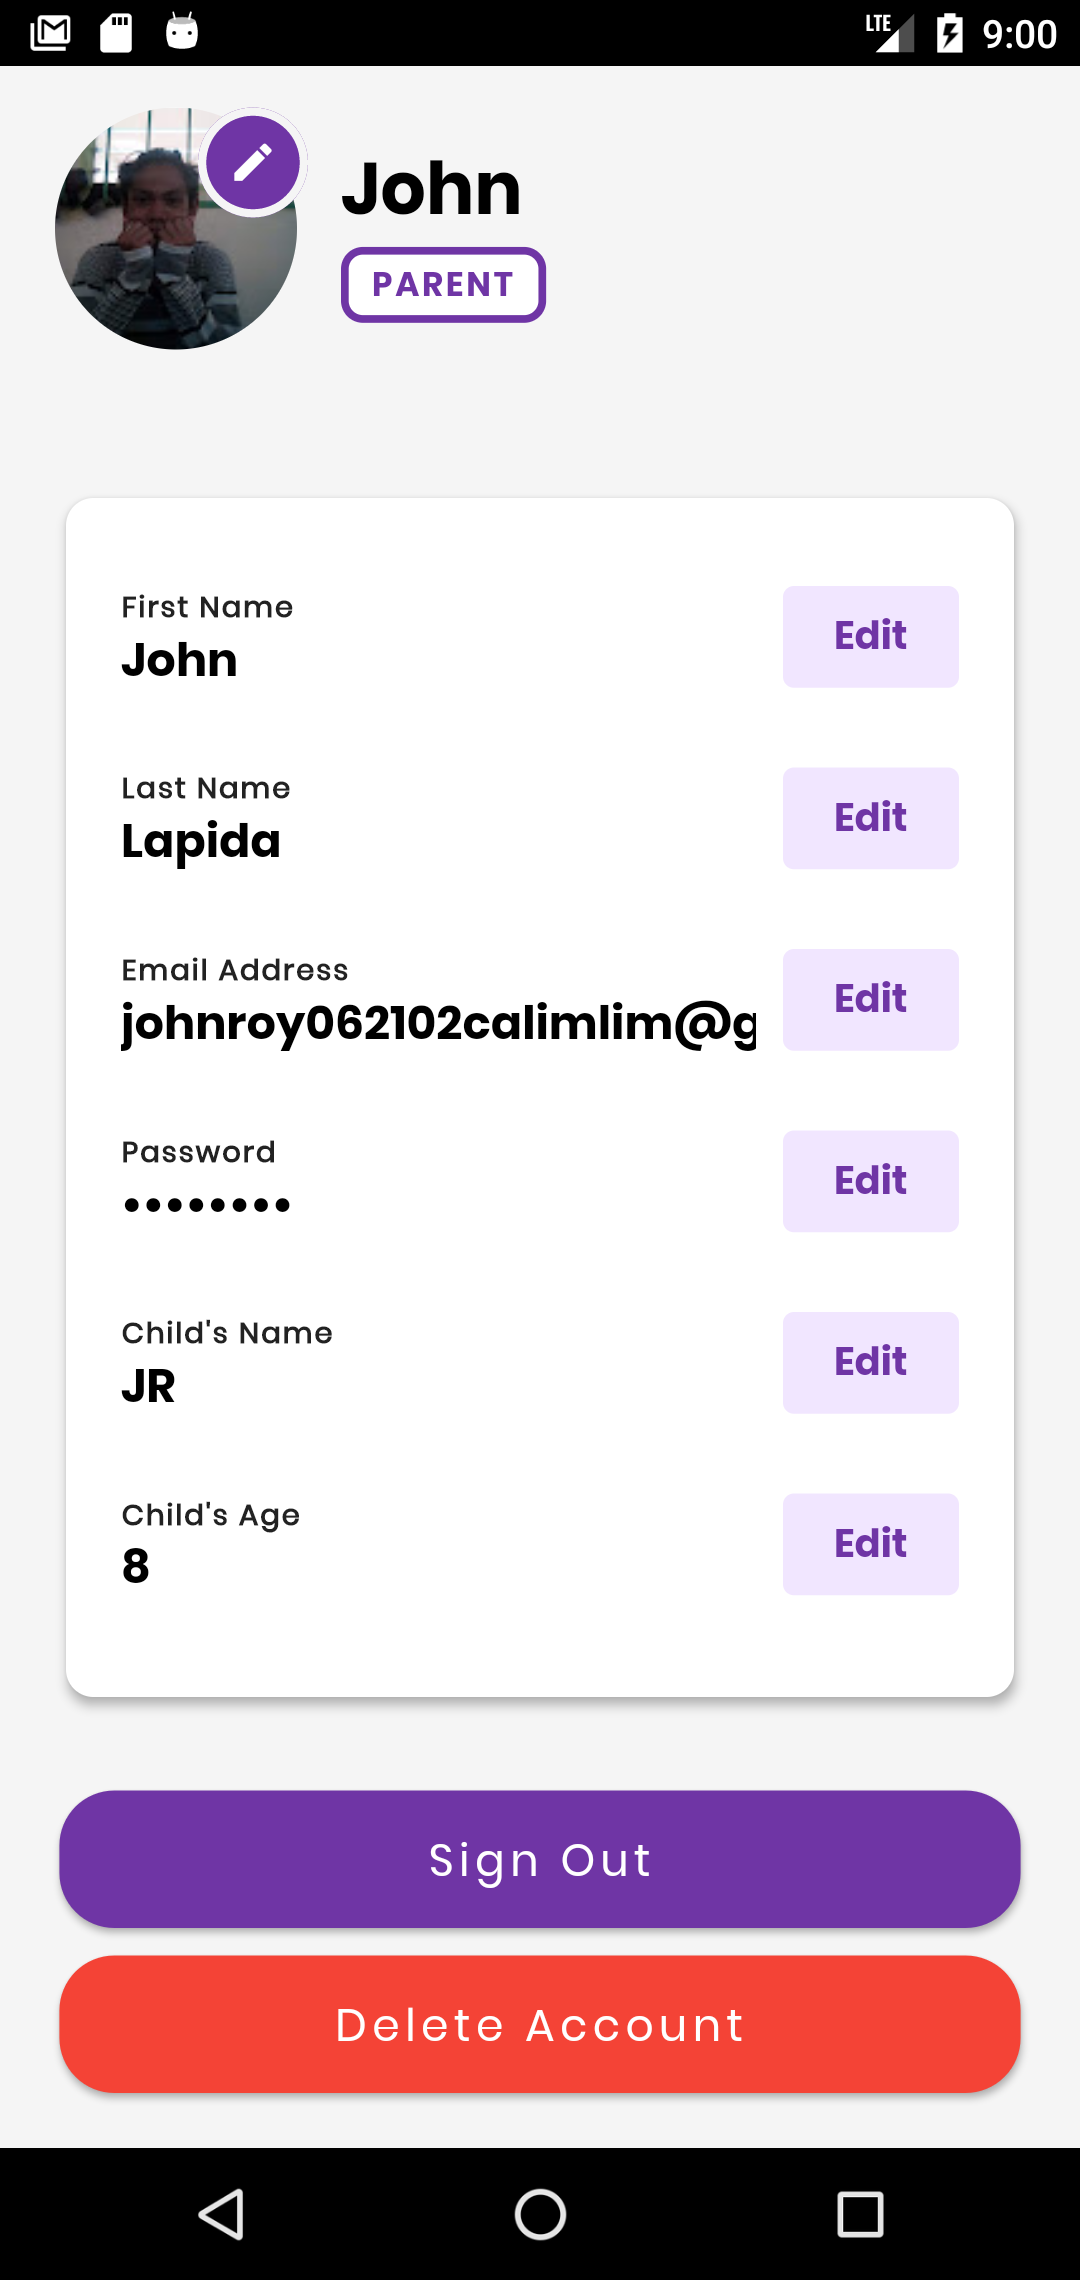 LTE 9:00
John
PARENT
First Name
John
Edit
Last Name
Lapida
Edit
Email Address
johnroy062102calimlim@g
Edit
Password
••••••••
Edit
Child's Name
JR
Edit
Child's Age
8
Edit
Sign Out
Delete Account